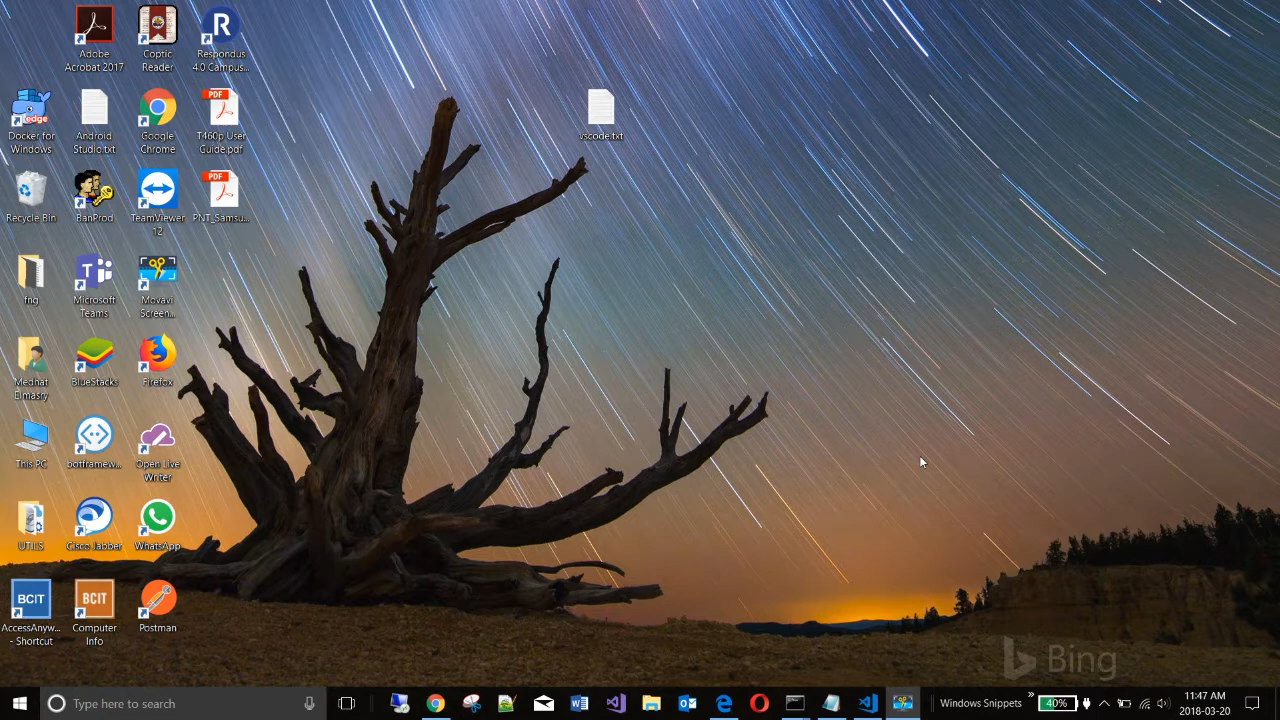 Adobe
Acrobat 2017
Coptic
Reader
R
Respondus
4.0 Campus...
edge
Docker for
Windows
Android
Studio.txt
Google
Chrome
PDF
T460p User
Guide.pdf
vscode.txt
Recycle Bin
BanProd
TeamViewer
12
PDF
PNT_Samsu...
fng
T
Microsoft
Teams
Movavi
Screen...
Medhat
Elmasry
BlueStacks
Firefox
This PC
botframew...
Open Live
Writer
UTILS
Cisco Jabber
WhatsApp
BCIT
AccessAnyw...
- Shortcut
BCIT
Computer
Info
Postman
Bing
Type here to search
Windows Snippets
40%
11:47 AM
2018-03-20